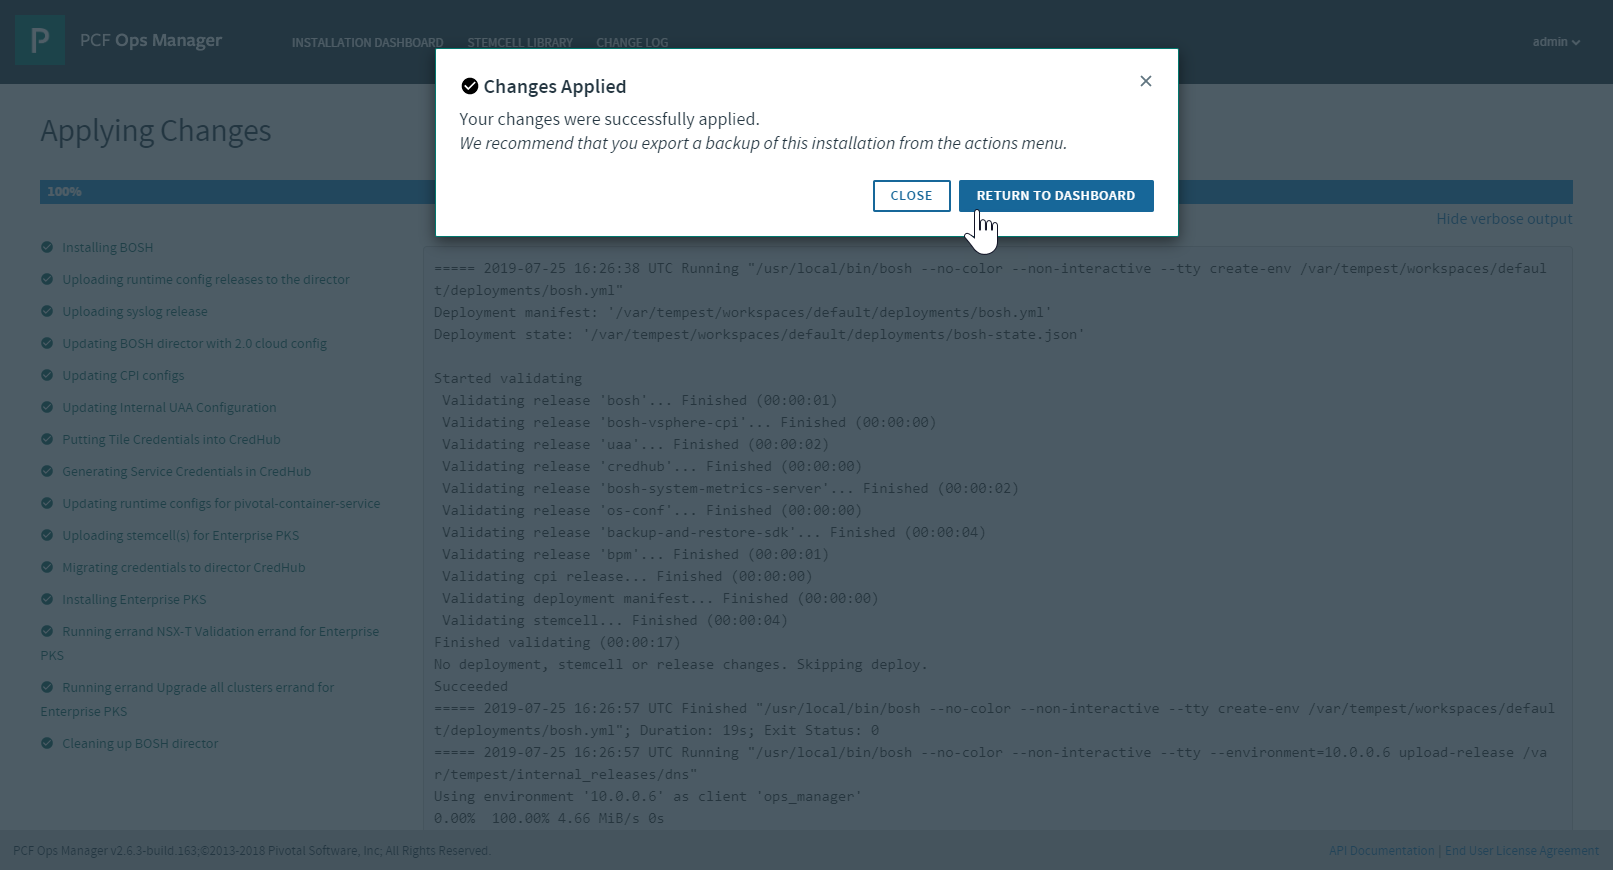 P PCF Ops Manager INSTALLATION DASHBOARD STEMCELL LIBRARY CHANGE LOG admin
Changes Applied
Your changes were successfully applied.
We recommend that you export a backup of this installation from the actions menu.
CLOSE RETURN TO DASHBOARD
Applying Changes
100%
Hide verbose output
Installing BOSH
Uploading runtime config releases to the director
Uploading syslog release
Updating BOSH director with 2.0 cloud config
Updating CPI configs
Updating Internal UAA Configuration
Putting Tile Credentials into CredHub
Generating Service Credentials in CredHub
Updating runtime configs for pivotal-container-service
Uploading stemcell(s) for Enterprise PKS
Migrating credentials to director CredHub
Installing Enterprise PKS
Running errand NSX-T Validation errand for Enterprise
PKS
Running errand Upgrade all clusters errand for
Enterprise PKS
Cleaning up BOSH director
===== 2019-07-25 16:26:38 UTC Running "/usr/local/bin/bosh --no-color --non-interactive --tty create-env /var/tempest/workspaces/defaul
t/deployments/bosh.yml"
Deployment manifest: '/var/tempest/workspaces/default/deployments/bosh.yml'
Deployment state: '/var/tempest/workspaces/default/deployments/bosh-state.json'
Started validating
Validating release 'bosh'... Finished (00:00:01)
Validating release 'bosh-vsphere-cpi'... Finished (00:00:00)
Validating release 'uaa'... Finished (00:00:02)
Validating release 'credhub'... Finished (00:00:00)
Validating release 'bosh-system-metrics-server'... Finished (00:00:02)
Validating release 'os-conf'... Finished (00:00:00)
Validating release 'backup-and-restore-sdk'... Finished (00:00:04)
Validating release 'bpm'... Finished (00:00:01)
Validating cpi release... Finished (00:00:00)
Validating deployment manifest... Finished (00:00:00)
Validating stemcell... Finished (00:00:04)
Finished validating (00:00:17)
No deployment, stemcell or release changes. Skipping deploy.
Succeeded
===== 2019-07-25 16:26:57 UTC Finished "/usr/local/bin/bosh --no-color --non-interactive --tty create-env /var/tempest/workspaces/defaul
t/deployments/bosh.yml"; Duration: 19s; Exit Status: 0
===== 2019-07-25 16:26:57 UTC Running "/usr/local/bin/bosh --no-color --non-interactive --tty --environment=10.0.0.6 upload-release /va
r/tempest/internal_releases/dns"
Using environment '10.0.0.6' as client 'ops_manager'
0.00% 100.00% 4.66 MiB/s 0s
PCF Ops Manager v2.6.3-build.163;©2013-2018 Pivotal Software, Inc; All Rights Reserved. API Documentation | End User License Agreement